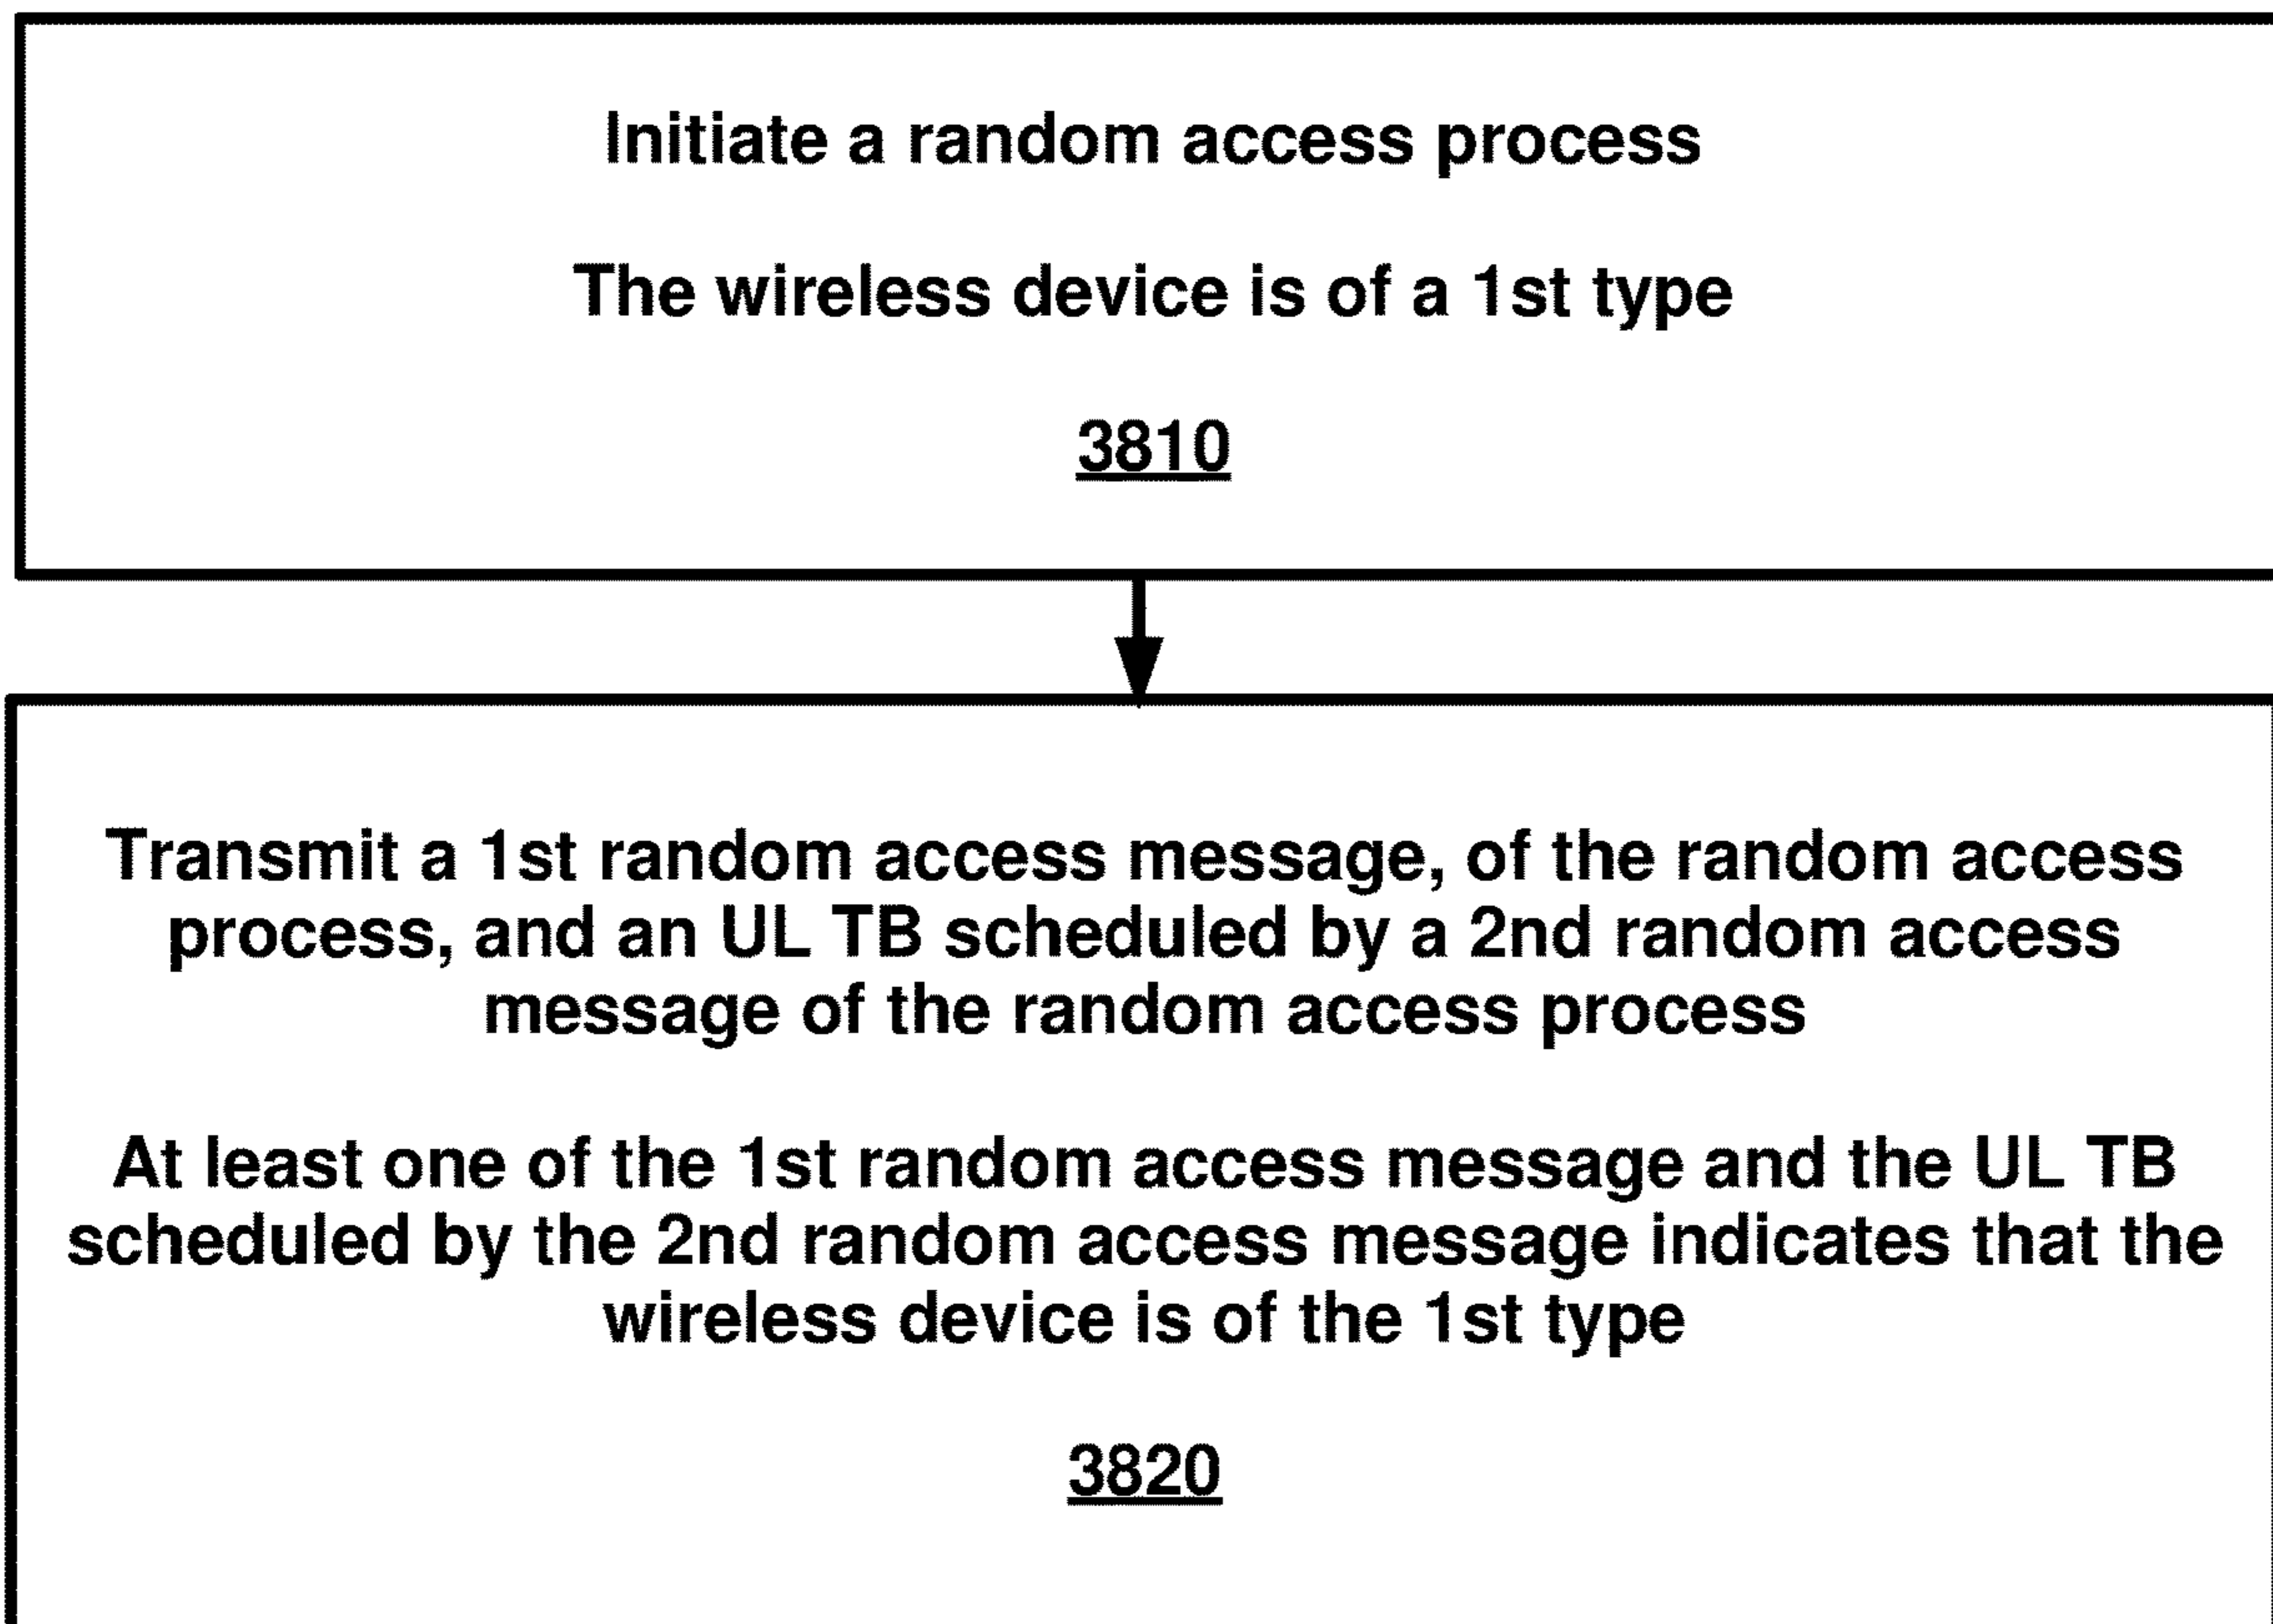 Initiate a random access process
The wireless device is of a 1st type
3810
Transmit a 1st random access message, of the random access
process, and an UL TB scheduled by a 2nd random access
message of the random access process
At least one of the 1st random access message and the UL TB
scheduled by the 2nd random access message indicates that the
wireless device is of the 1st type
3820